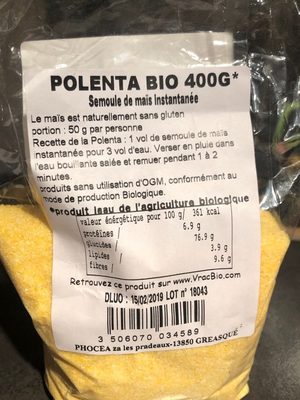 POLENTA BIO 400G*
Semoule de maïs Instantanée
Le maïs est naturellement sans gluten
portion : 50 g par personne
Recette de la Polenta : 1 vol de semoule de maïs
instantanée pour 3 vol d'eau. Verser en pluie dans
l'eau bouillante salée et remuer pendant 1 à 2
minutes.
produits sans utilisation d'OGM, conformément au
mode de production Biologique.
*produit issu de l'agriculture biologique
valeur énergétique pour 100 g/ 361 kcal
protéines / 6.9 g
glucides / 76.9 g
lipides / 3.9 g
fibres / 9.6 g
Retrouvez ce produit sur www.VracBio.com
DLUO : 15/02/2019 LOT n° 18043
3 506070 034589
PHOCEA za les pradeaux-13850 GREASQUE